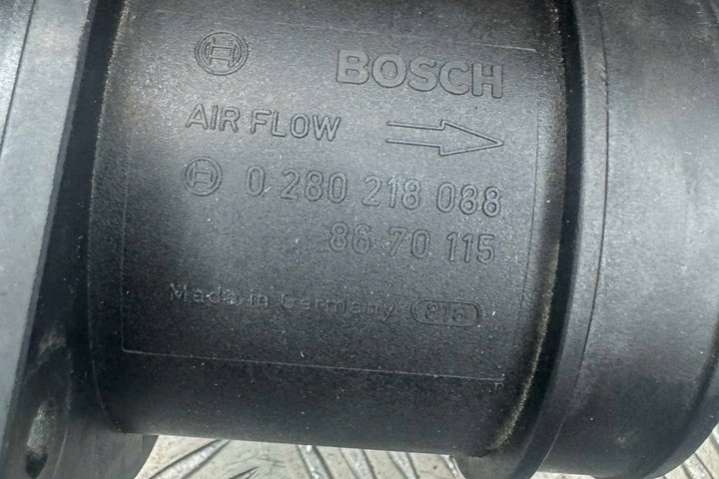 BOSCH
AIR FLOW
0 280 218 088
86 70 115
Made in Germany